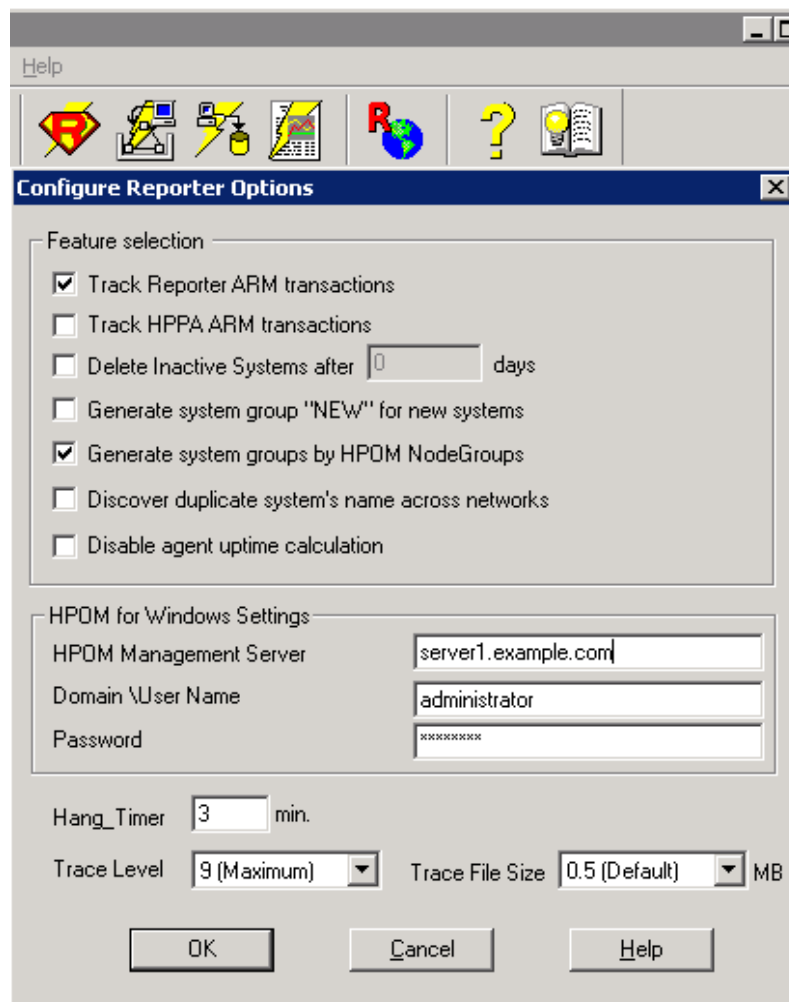 Help
R
R
?
?
Configure Reporter Options
Feature selection
Track Reporter ARM transactions
Track HPPA ARM transactions
Delete Inactive Systems after 0 days
Generate system group "NEW" for new systems
Generate system groups by HPOM NodeGroups
Discover duplicate system's name across networks
Disable agent uptime calculation
HPOM for Windows Settings
HPOM Management Server server1.example.com
Domain \User Name administrator
Password ********
Hang_Timer 3 min.
Trace Level 9 (Maximum) Trace File Size 0.5 (Default) MB
OK Cancel Help